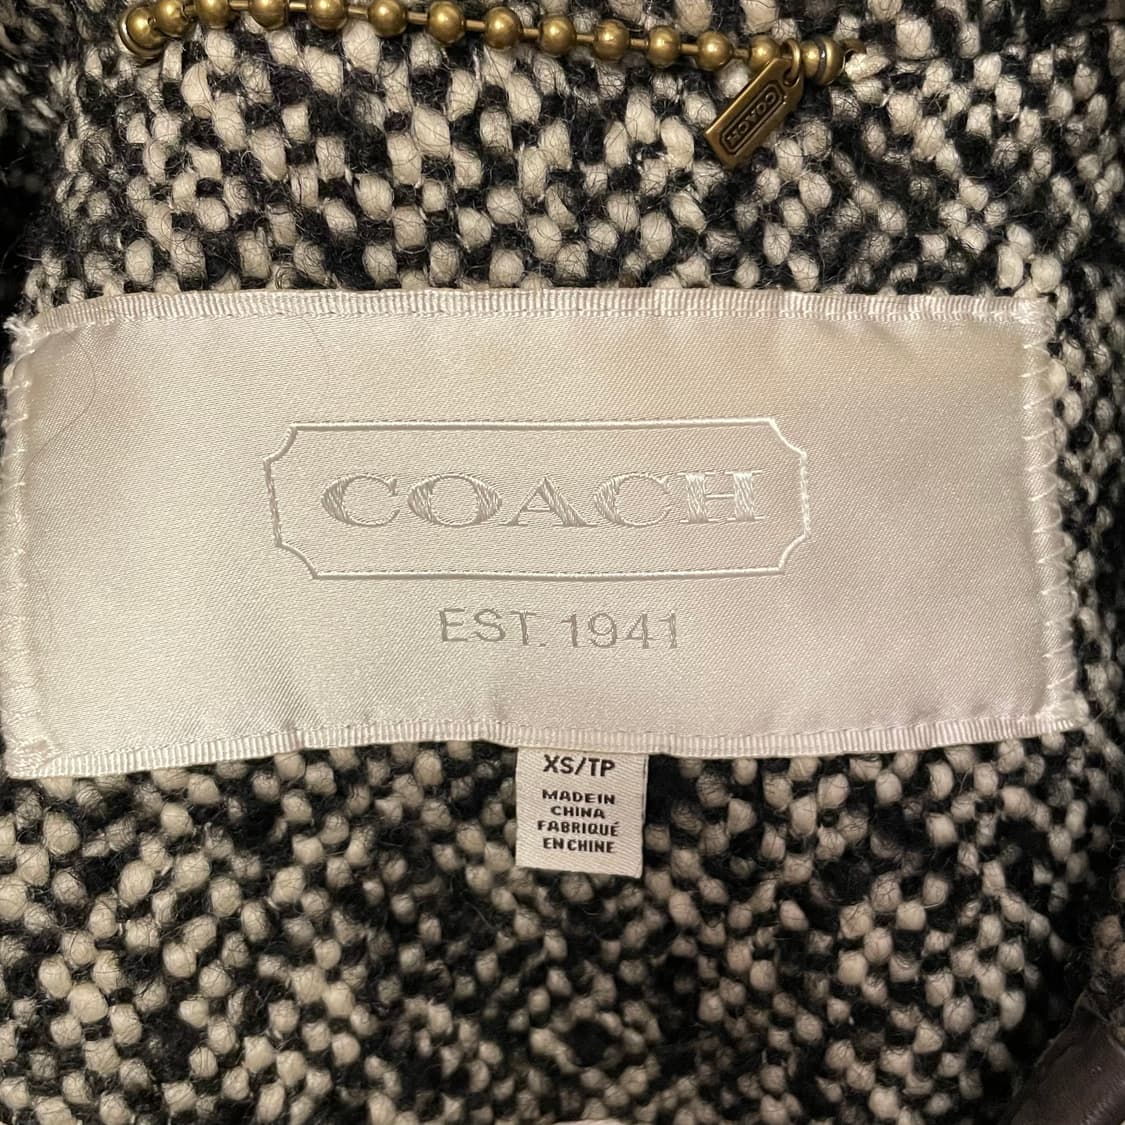 COACH
COACH
EST. 1941
XS/TP
MADE IN
CHINA
FABRIQUÉ
EN CHINE